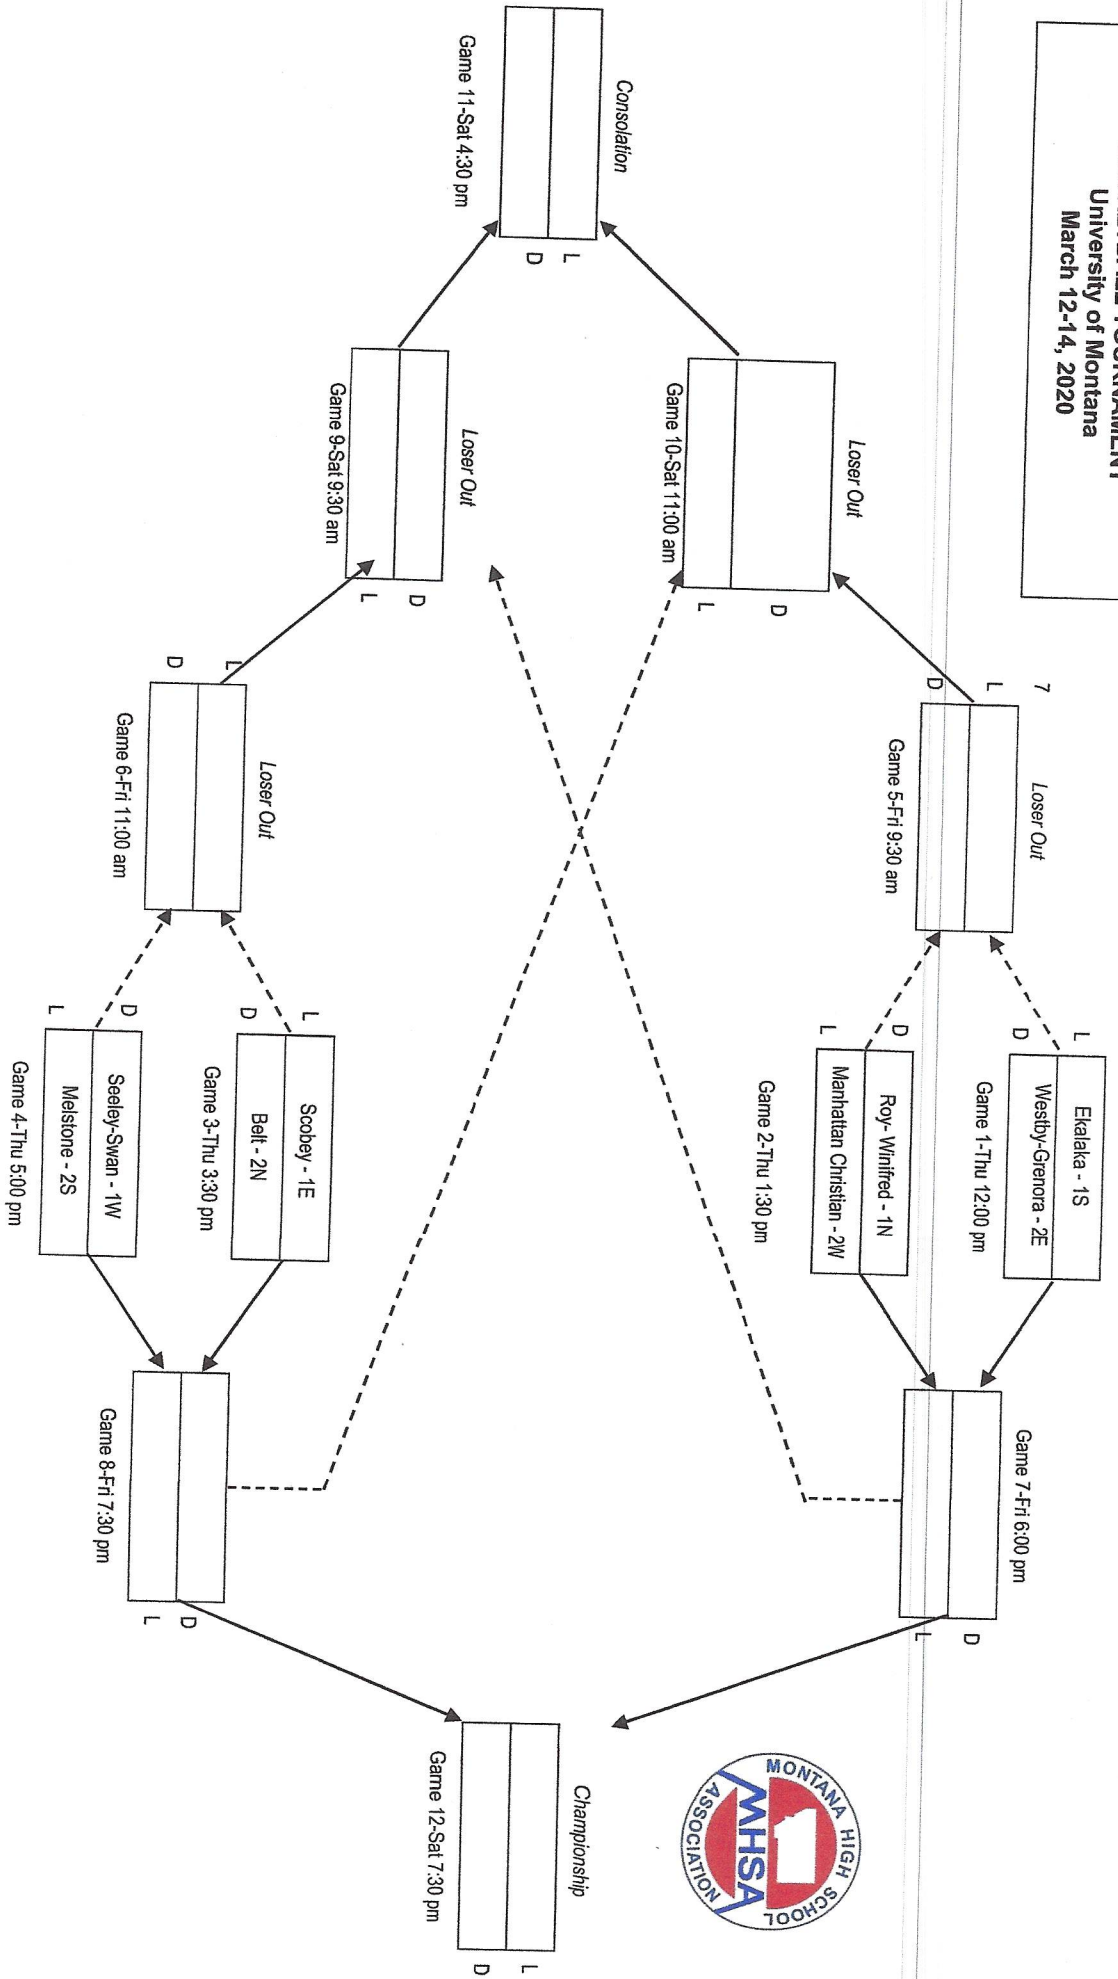 TOURNAMENT
University of Montana
March 12-14, 2020
7
Loser Out
L
D
Game 5-Fri 9:30 am
L
D
Ekalaka - 1S
Westby-Grenora - 2E
Game 1-Thu 12:00 pm
D
L
Roy- Winifred - 1N
Manhattan Christian - 2W
Game 2-Thu 1:30 pm
Game 7-Fri 6:00 pm
D
L
Loser Out
D
L
Game 10-Sat 11:00 am
MONTANA HIGH SCHOOL
MHSA
ASSOCIATION
Consolation
L
D
Game 11-Sat 4:30 pm
Championship
L
D
Game 12-Sat 7:30 pm
Loser Out
D
L
Game 9-Sat 9:30 am
Loser Out
L
D
Game 6-Fri 11:00 am
L
D
Scobey - 1E
Belt - 2N
Game 3-Thu 3:30 pm
D
L
Seeley-Swan - 1W
Melstone - 2S
Game 4-Thu 5:00 pm
D
L
Game 8-Fri 7:30 pm